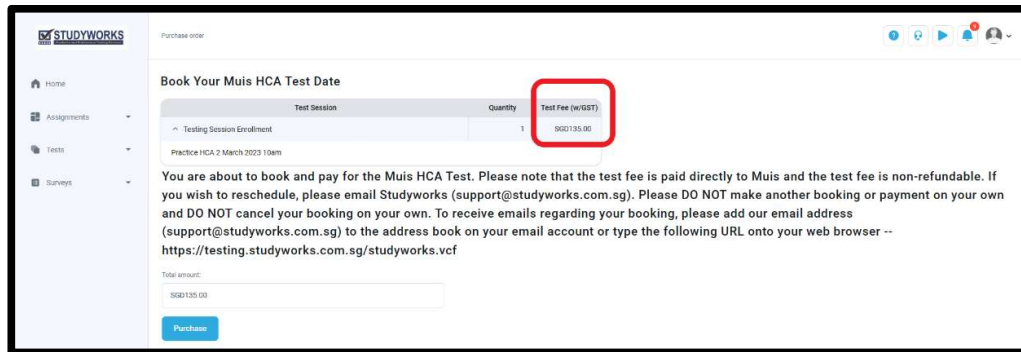 STUDYWORKS
Purchase order
9
Home
Assignments
Tests
Surveys
Book Your Muis HCA Test Date
Test Session Quantity Test Fee (w/GST)
Testing Session Enrollment 1 SGD135.00
Practice HCA 2 March 2023 10am
You are about to book and pay for the Muis HCA Test. Please note that the test fee is paid directly to Muis and the test fee is non-refundable. If
you wish to reschedule, please email Studyworks (support@studyworks.com.sg). Please DO NOT make another booking or payment on your own
and DO NOT cancel your booking on your own. To receive emails regarding your booking, please add our email address
(support@studyworks.com.sg) to the address book on your email account or type the following URL onto your web browser --
https://testing.studyworks.com.sg/studyworks.vcf
Total amount:
SGD135.00
Purchase